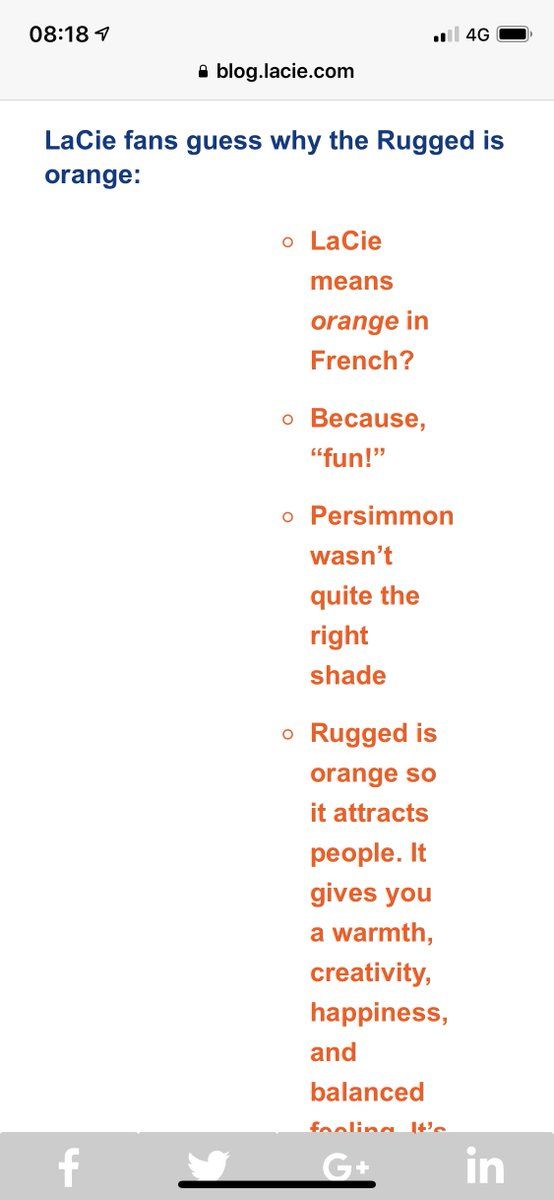 08:18
4G
blog.lacie.com
LaCie fans guess why the Rugged is
orange:
LaCie
means
orange in
French?
Because,
“fun!”
Persimmon
wasn’t
quite the
right
shade
Rugged is
orange so
it attracts
people. It
gives you
a warmth,
creativity,
happiness,
and
balanced
feeling. It’s
f
G+
in